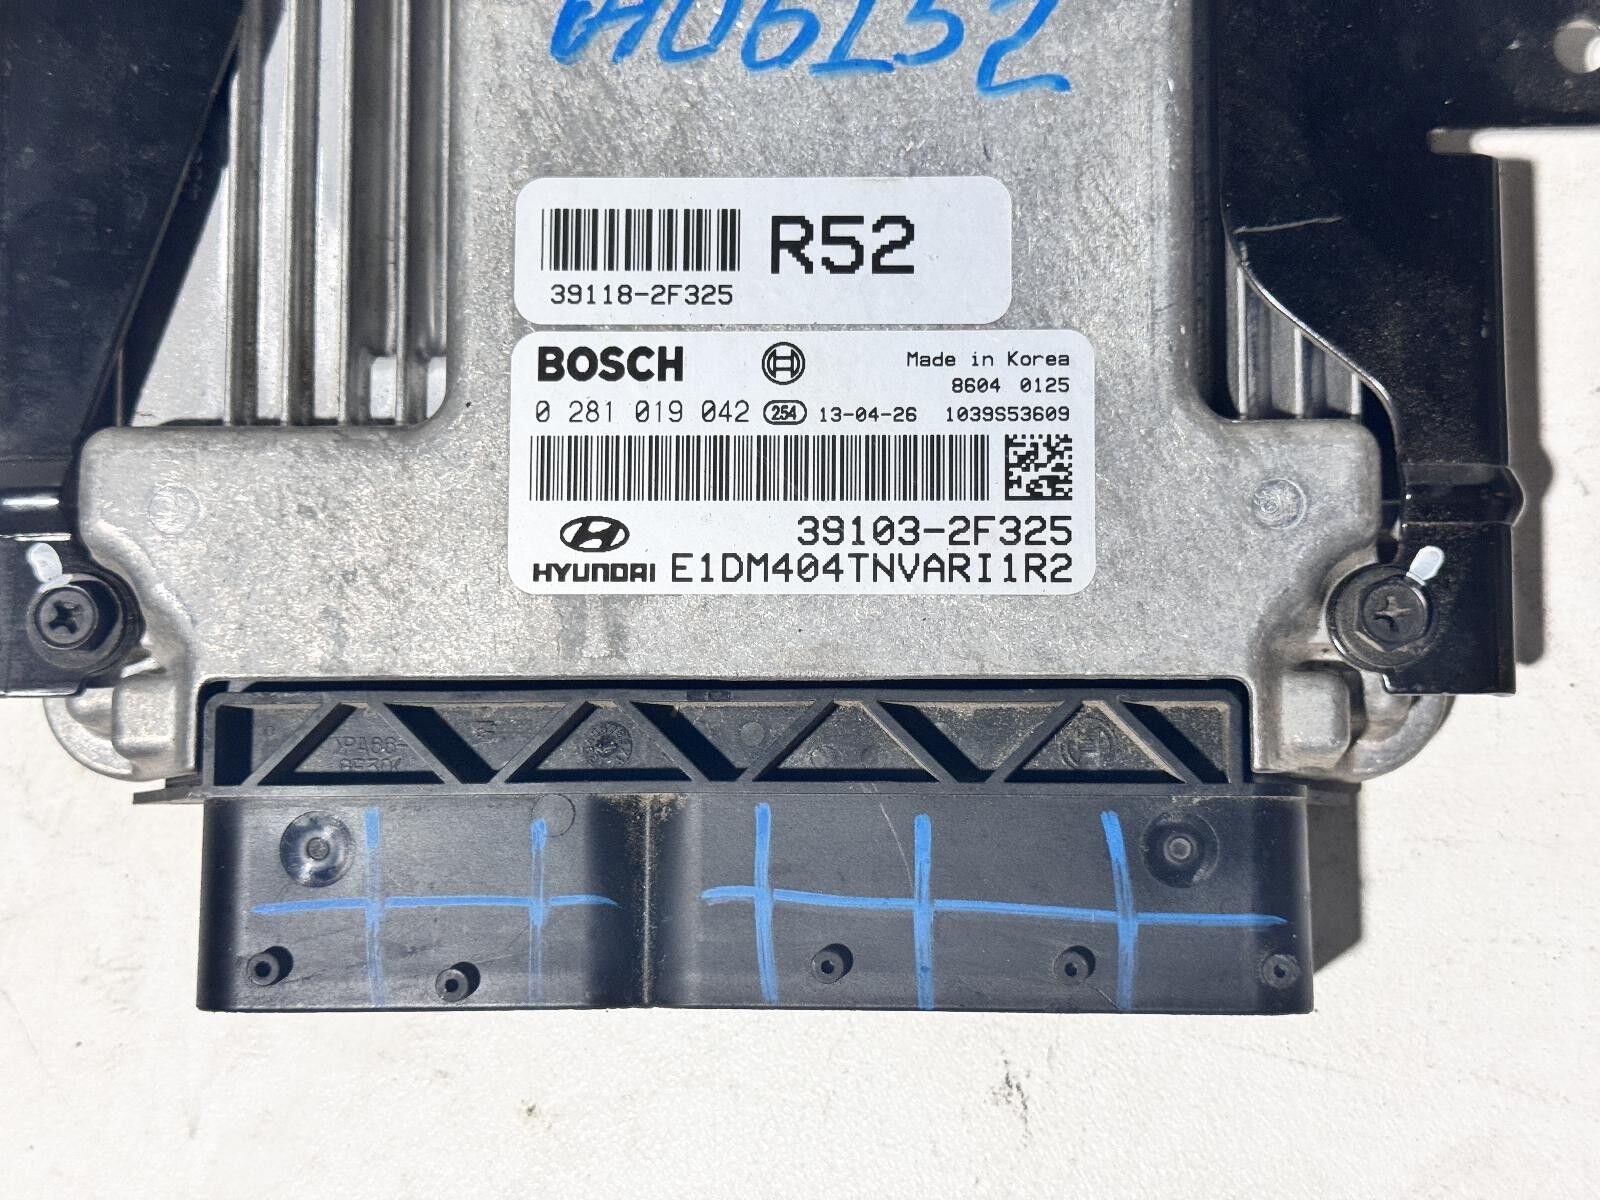 R52
39118-2F325
BOSCH
Made in Korea
8604 0125
0 281 019 042 254 13-04-26 1039S53609
39103-2F325
HYUNDAI E1DM404TNVARI1R2